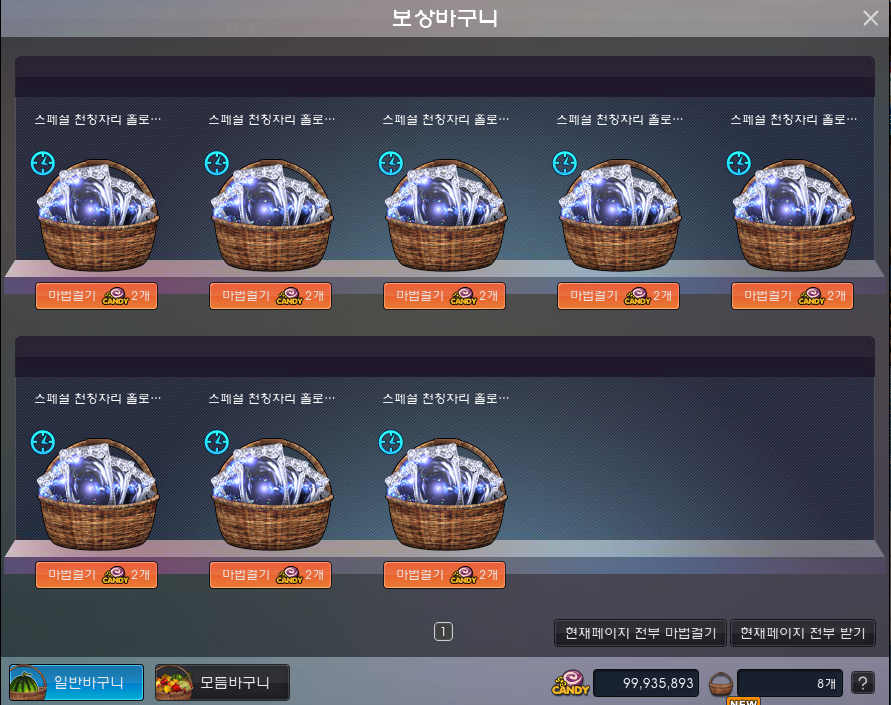 보상바구니
스페셜 천칭자리 홀로… 스페셜 천칭자리 홀로… 스페셜 천칭자리 홀로… 스페셜 천칭자리 홀로… 스페셜 천칭자리 홀로…
마법걸기 CANDY 2개 마법걸기 CANDY 2개 마법걸기 CANDY 2개 마법걸기 CANDY 2개 마법걸기 CANDY 2개
스페셜 천칭자리 홀로… 스페셜 천칭자리 홀로… 스페셜 천칭자리 홀로…
마법걸기 CANDY 2개 마법걸기 CANDY 2개 마법걸기 CANDY 2개
1 현재페이지 전부 마법걸기 현재페이지 전부 받기
일반바구니 모듬바구니 CANDY 99,935,893 8개 ?
NEW